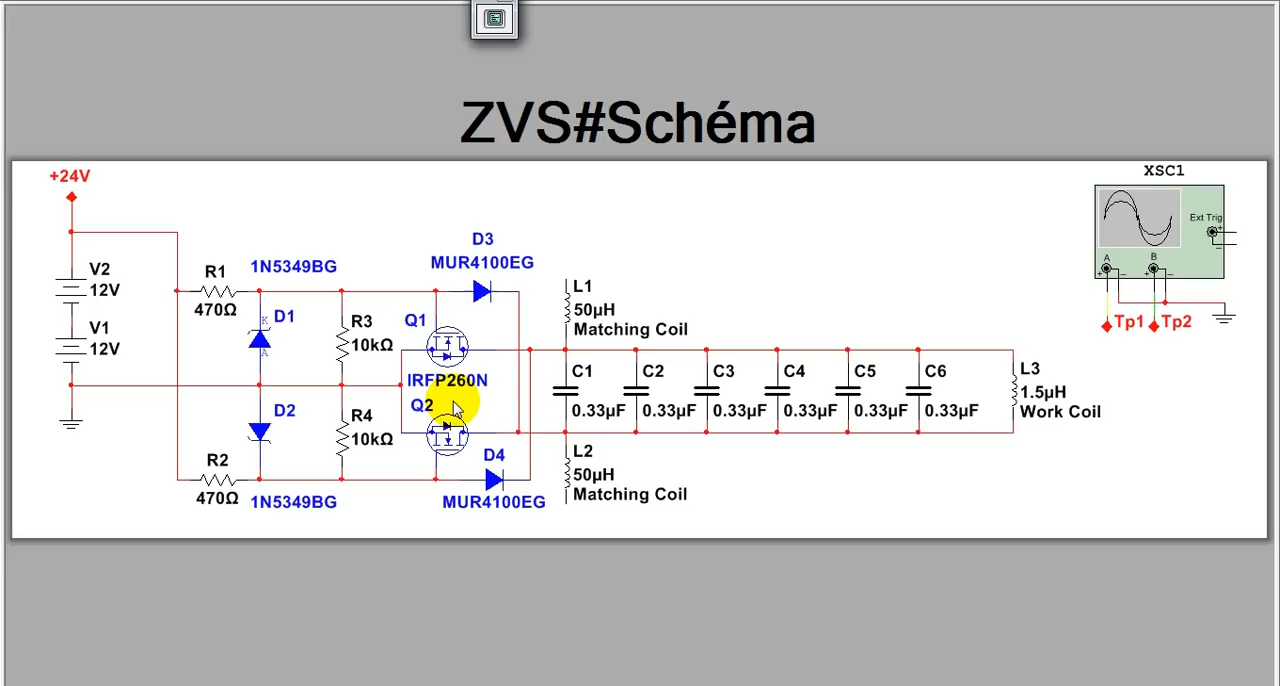 ZVS#Schéma
XSC1
+24V
Ext Trig
A
B
Tp1
Tp2
V2
12V
V1
12V
R1
470Ω
1N5349BG
K
D1
A
R3
10kΩ
D3
MUR4100EG
Q1
IRFP260N
Q2
D2
R4
10kΩ
R2
470Ω
1N5349BG
D4
MUR4100EG
L1
50µH
Matching Coil
C1
0.33µF
C2
0.33µF
C3
0.33µF
C4
0.33µF
C5
0.33µF
C6
0.33µF
L3
1.5µH
Work Coil
L2
50µH
Matching Coil